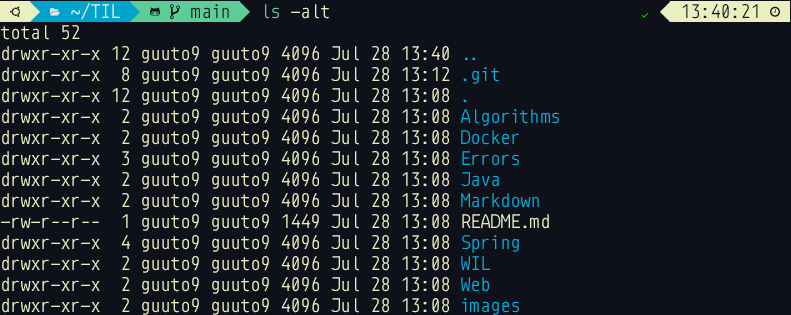 ~/TIL main ls -alt 13:40:21
total 52
drwxr-xr-x 12 guuto9 guuto9 4096 Jul 28 13:40 ..
drwxr-xr-x 8 guuto9 guuto9 4096 Jul 28 13:12 .git
drwxr-xr-x 12 guuto9 guuto9 4096 Jul 28 13:08 .
drwxr-xr-x 2 guuto9 guuto9 4096 Jul 28 13:08 Algorithms
drwxr-xr-x 2 guuto9 guuto9 4096 Jul 28 13:08 Docker
drwxr-xr-x 3 guuto9 guuto9 4096 Jul 28 13:08 Errors
drwxr-xr-x 2 guuto9 guuto9 4096 Jul 28 13:08 Java
drwxr-xr-x 2 guuto9 guuto9 4096 Jul 28 13:08 Markdown
-rw-r--r-- 1 guuto9 guuto9 1449 Jul 28 13:08 README.md
drwxr-xr-x 4 guuto9 guuto9 4096 Jul 28 13:08 Spring
drwxr-xr-x 2 guuto9 guuto9 4096 Jul 28 13:08 WIL
drwxr-xr-x 2 guuto9 guuto9 4096 Jul 28 13:08 Web
drwxr-xr-x 2 guuto9 guuto9 4096 Jul 28 13:08 images